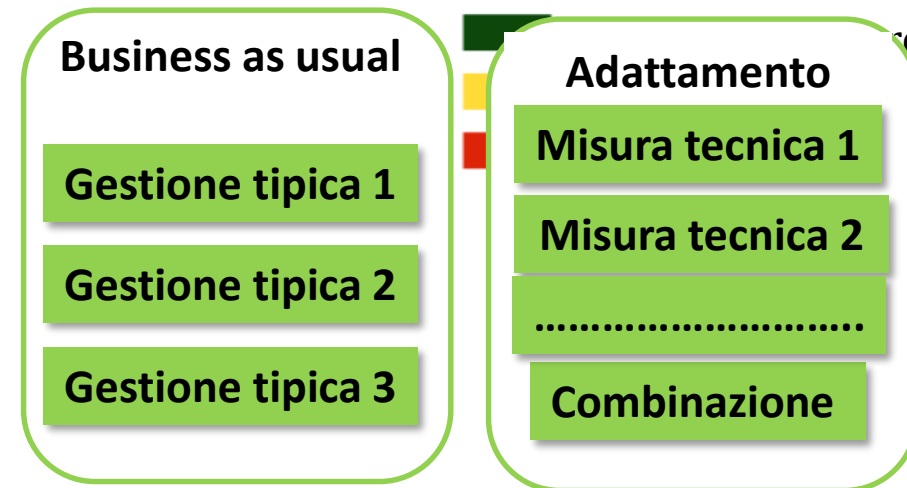 Business as usual
Gestione tipica 1
Gestione tipica 2
Gestione tipica 3
Adattamento
Misura tecnica 1
Misura tecnica 2
………………………..
Combinazione